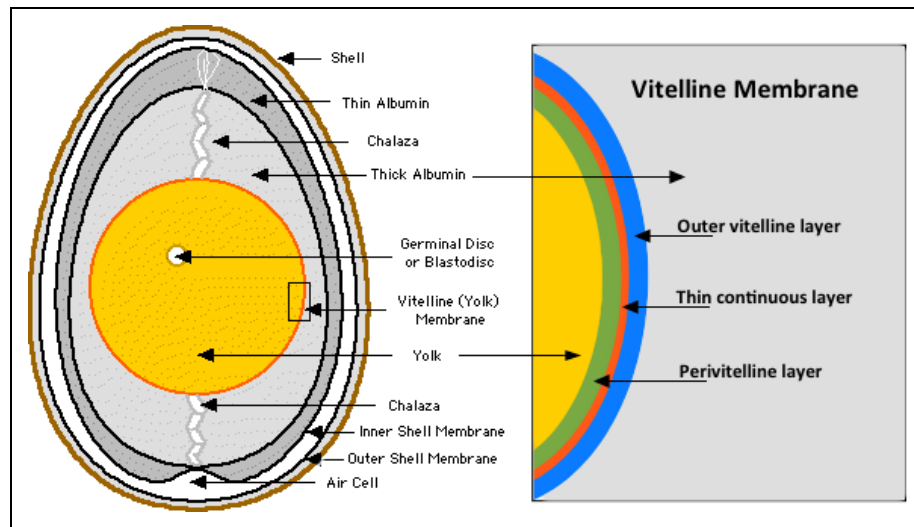 Shell
Thin Albumin
Chalaza
Thick Albumin
Germinal Disc
or Blastodisc
Vitelline (Yolk)
Membrane
Yolk
Chalaza
Inner Shell Membrane
Outer Shell Membrane
Air Cell
Vitelline Membrane
Outer vitelline layer
Thin continuous layer
Perivitelline layer